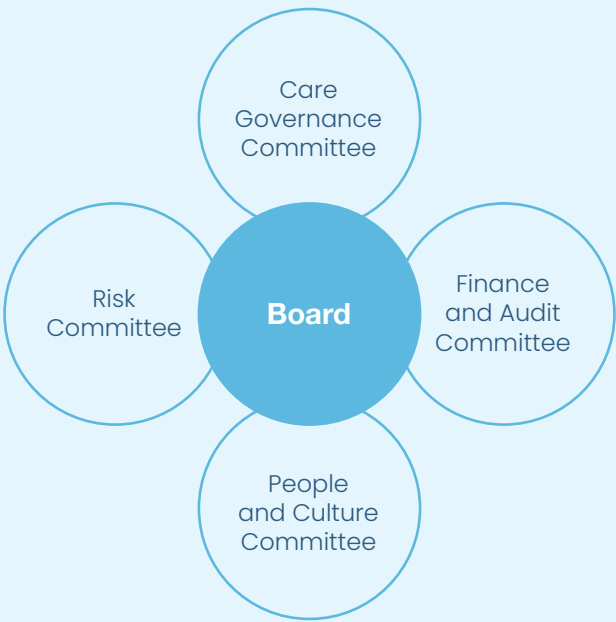 Care
Governance
Committee
Risk
Committee
Board
Finance
and Audit
Committee
People
and Culture
Committee